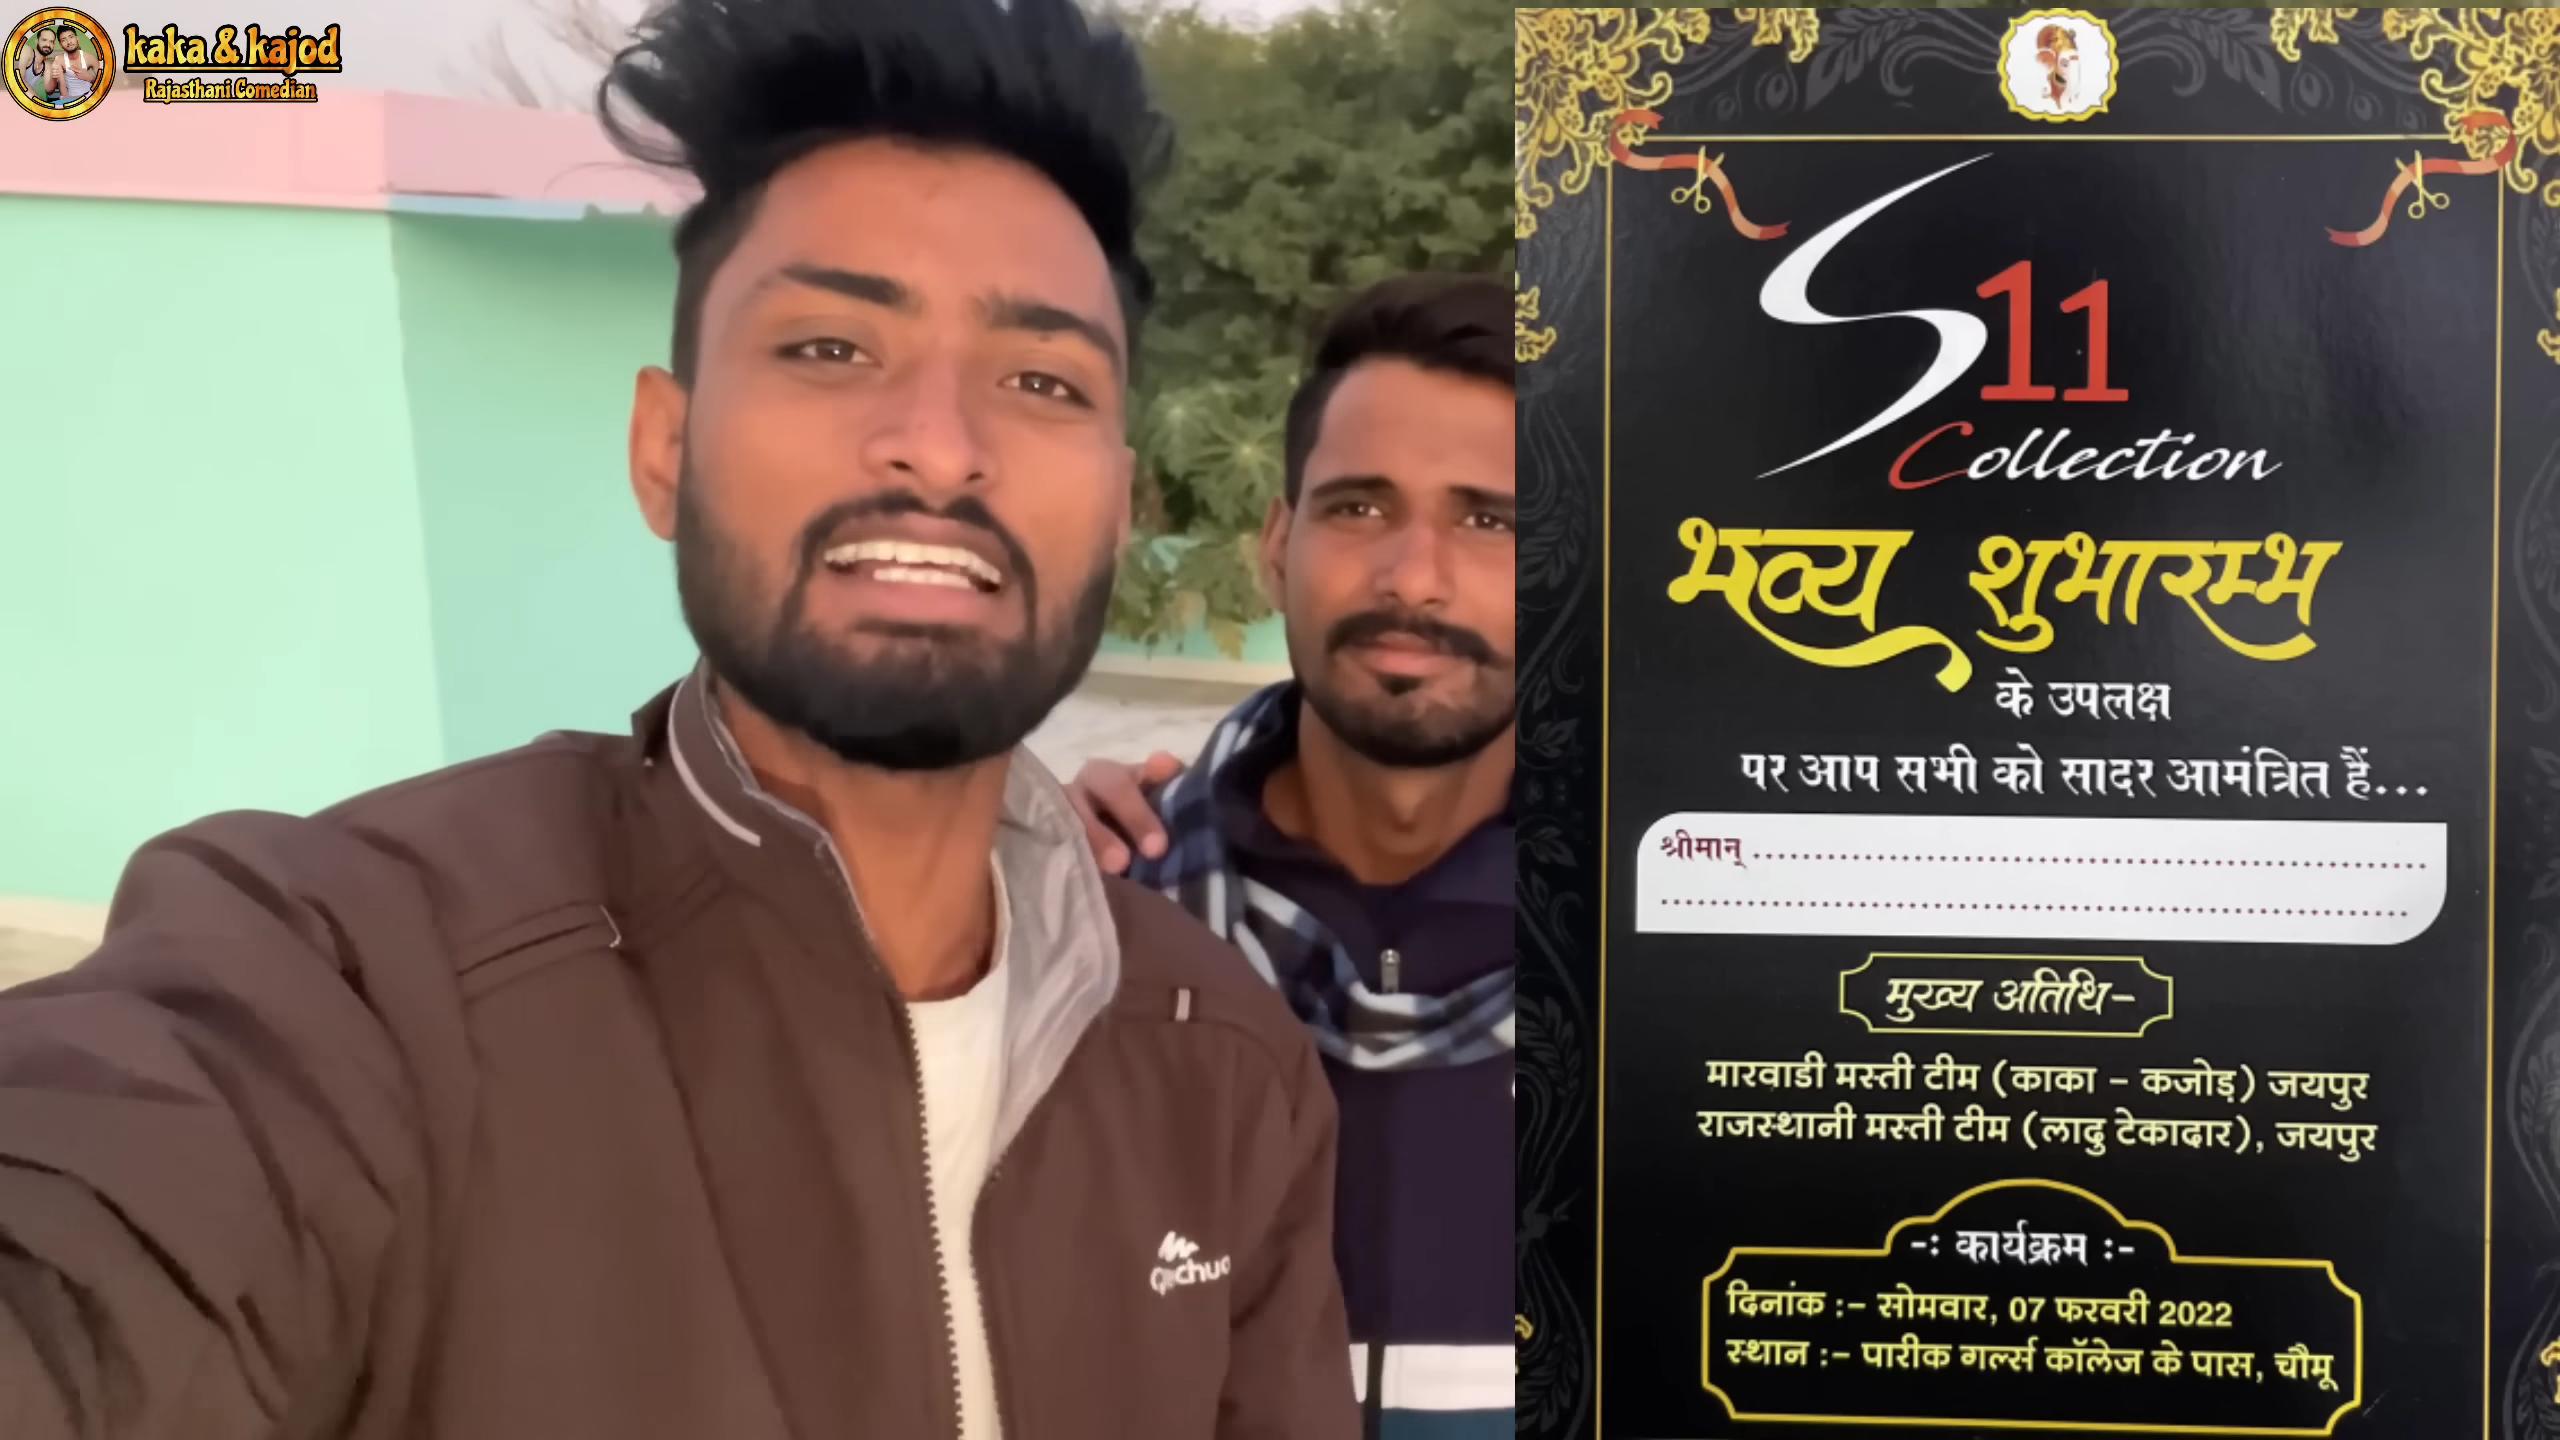 kaka & kajod
Rajasthani Comedian
S11
Collection
भव्य शुभारम्भ
के उपलक्ष
पर आप सभी को सादर आमंत्रित हैं...
श्रीमान् ........................................
........................................
मुख्य अतिथि-
मारवाडी मस्ती टीम (काका - कजोड़) जयपुर
राजस्थानी मस्ती टीम (लादु टेकादार), जयपुर
-: कार्यक्रम :-
दिनांक :- सोमवार, 07 फरवरी 2022
स्थान :- पारीक गर्ल्स कॉलेज के पास, चौमू